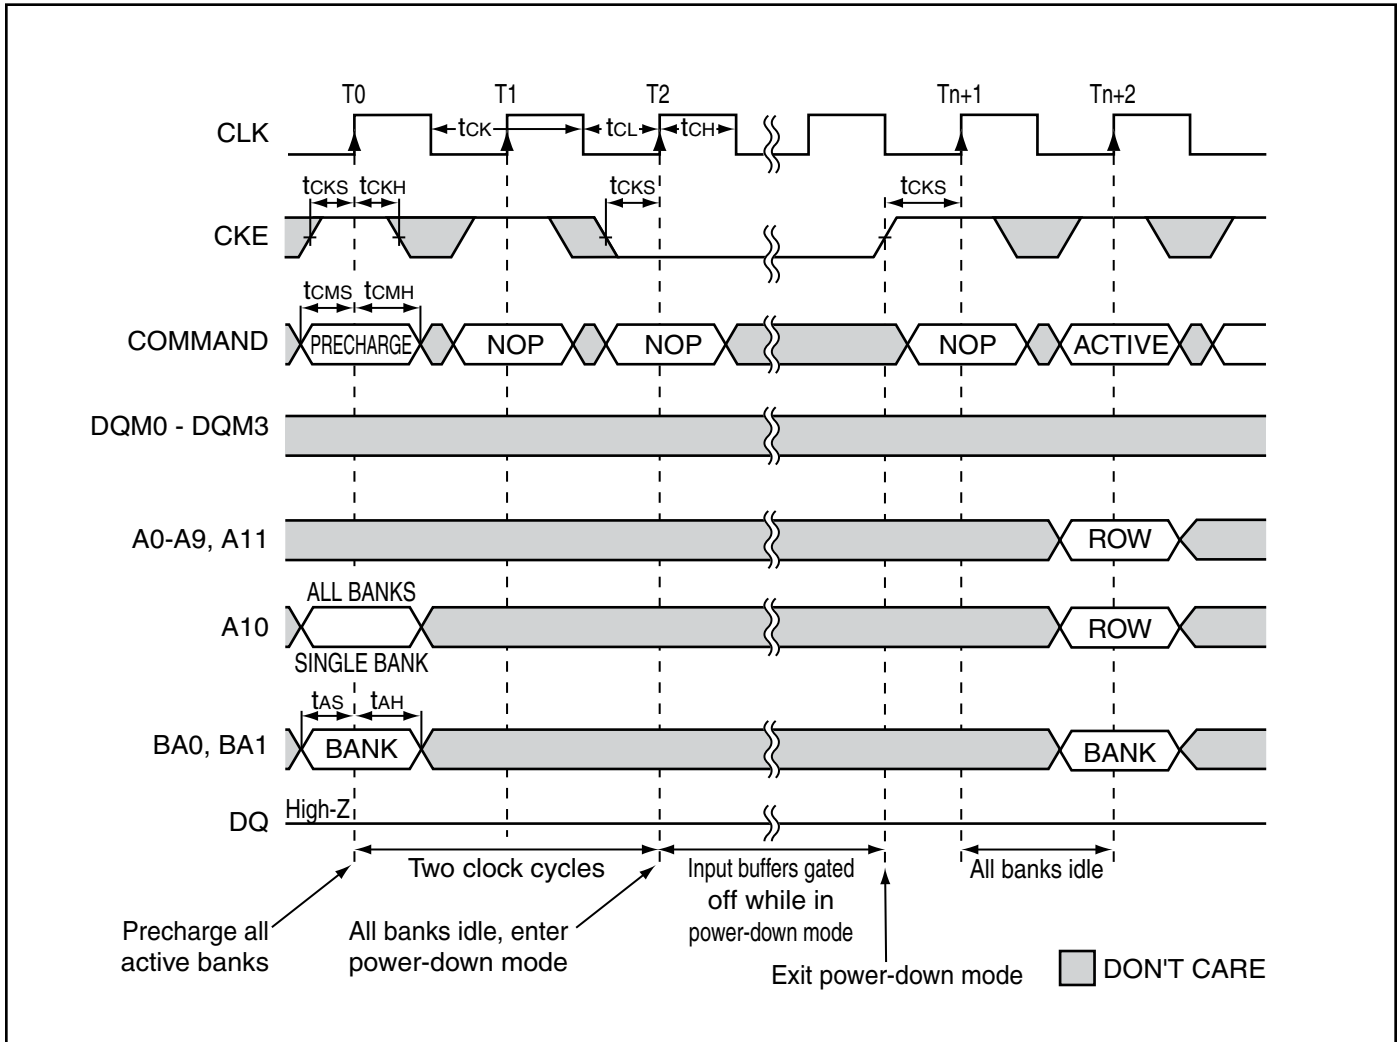 T0 T1 T2 Tn+1 Tn+2
CLK tCK tCL tCH
tCKS tCKH tCKS tCKS
CKE
tCMS tCMH
COMMAND PRECHARGE NOP NOP NOP ACTIVE
DQM0 - DQM3
A0-A9, A11 ROW
ALL BANKS
A10 ROW
SINGLE BANK
tAS tAH
BA0, BA1 BANK BANK
DQ High-Z
Two clock cycles
Input buffers gated
off while in
power-down mode
All banks idle
Precharge all
active banks
All banks idle, enter
power-down mode
Exit power-down mode
DON'T CARE